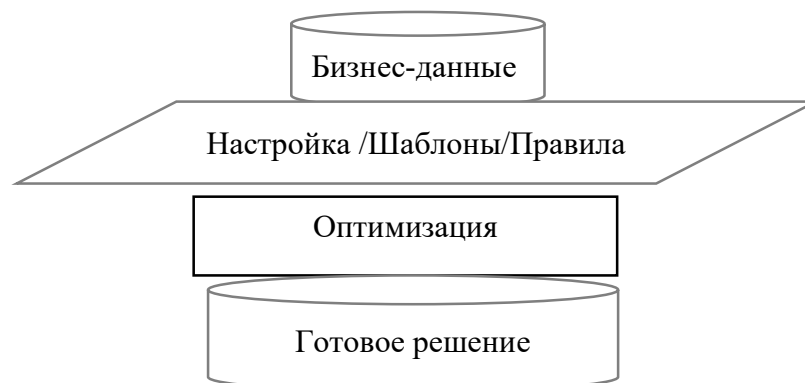 Бизнес-данные
Настройка /Шаблоны/Правила
Оптимизация
Готовое решение